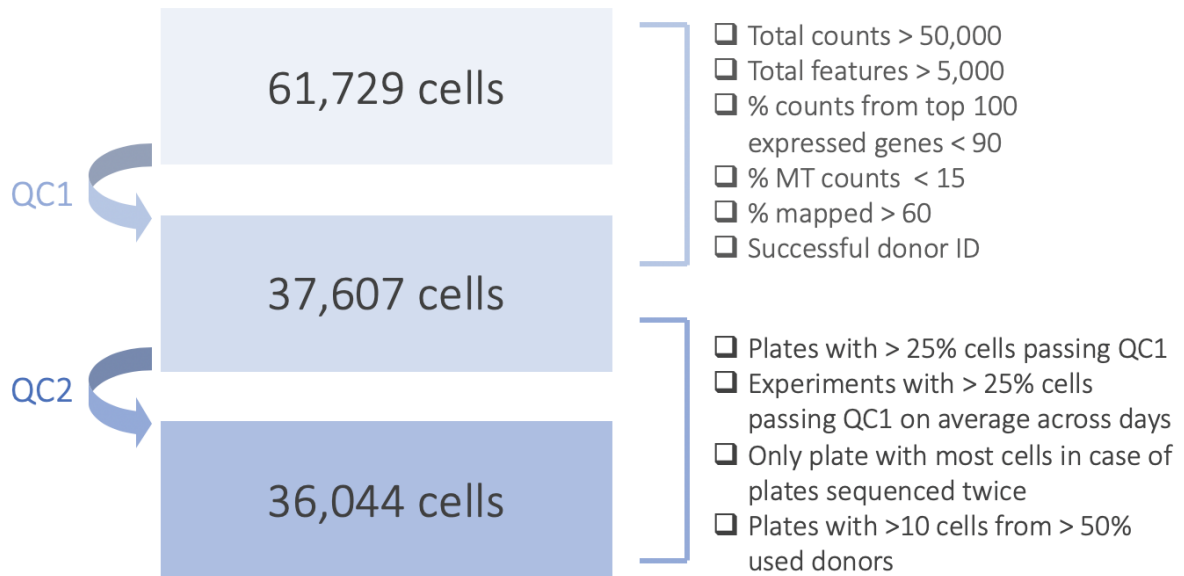 61,729 cells
QC1
37,607 cells
QC2
36,044 cells
Total counts > 50,000
Total features > 5,000
% counts from top 100
expressed genes < 90
% MT counts < 15
% mapped > 60
Successful donor ID
Plates with > 25% cells passing QC1
Experiments with > 25% cells
passing QC1 on average across days
Only plate with most cells in case of
plates sequenced twice
Plates with >10 cells from > 50%
used donors